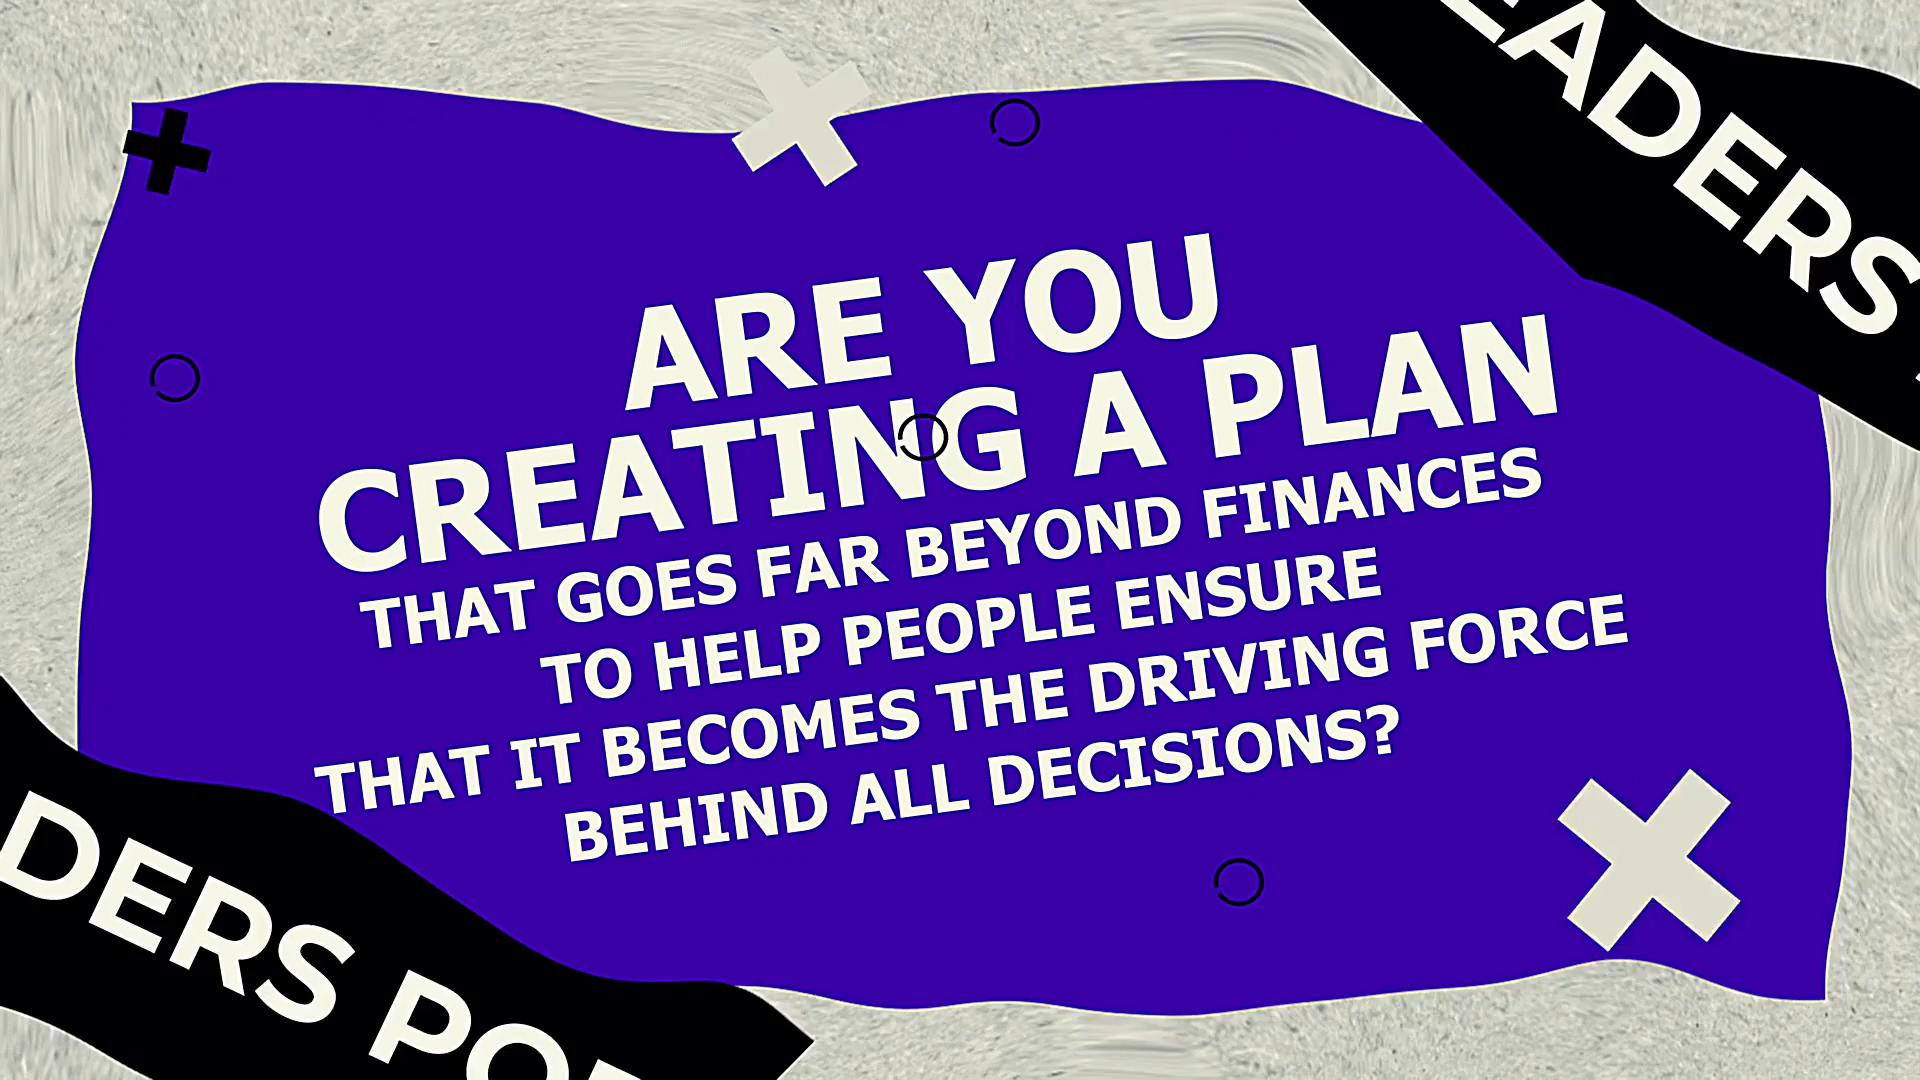 EADERS
ARE YOU
CREATING A PLAN
THAT GOES FAR BEYOND FINANCES
TO HELP PEOPLE ENSURE
THAT IT BECOMES THE DRIVING FORCE
BEHIND ALL DECISIONS?
DERS PO